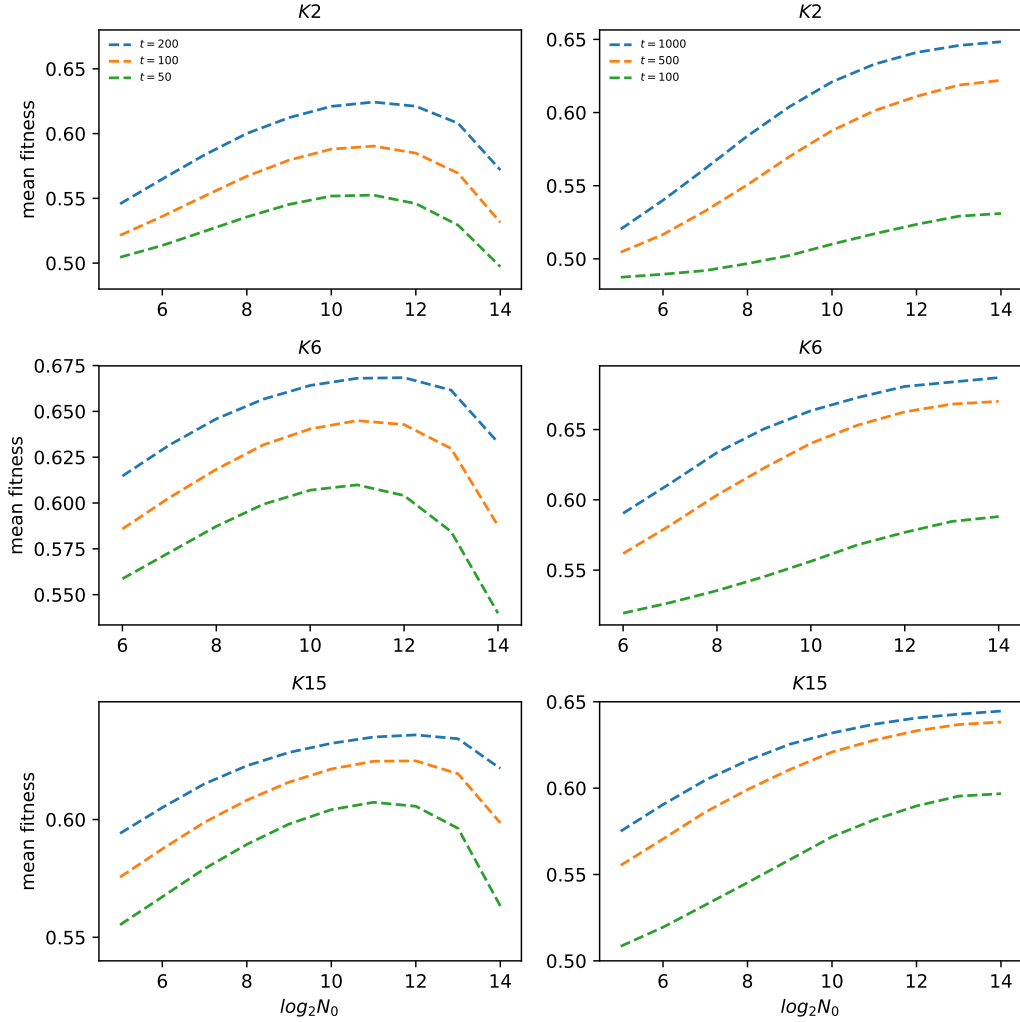 K2
mean fitness
0.65
0.60
0.55
0.50
t = 200
t = 100
t = 50
6 8 10 12 14
K2
0.65
0.60
0.55
0.50
t = 1000
t = 500
t = 100
6 8 10 12 14
K6
mean fitness
0.675
0.650
0.625
0.600
0.575
0.550
6 8 10 12 14
K6
0.65
0.60
0.55
6 8 10 12 14
K15
mean fitness
0.60
0.55
6 8 10 12 14
log₂N₀
K15
0.65
0.60
0.55
0.50
6 8 10 12 14
log₂N₀